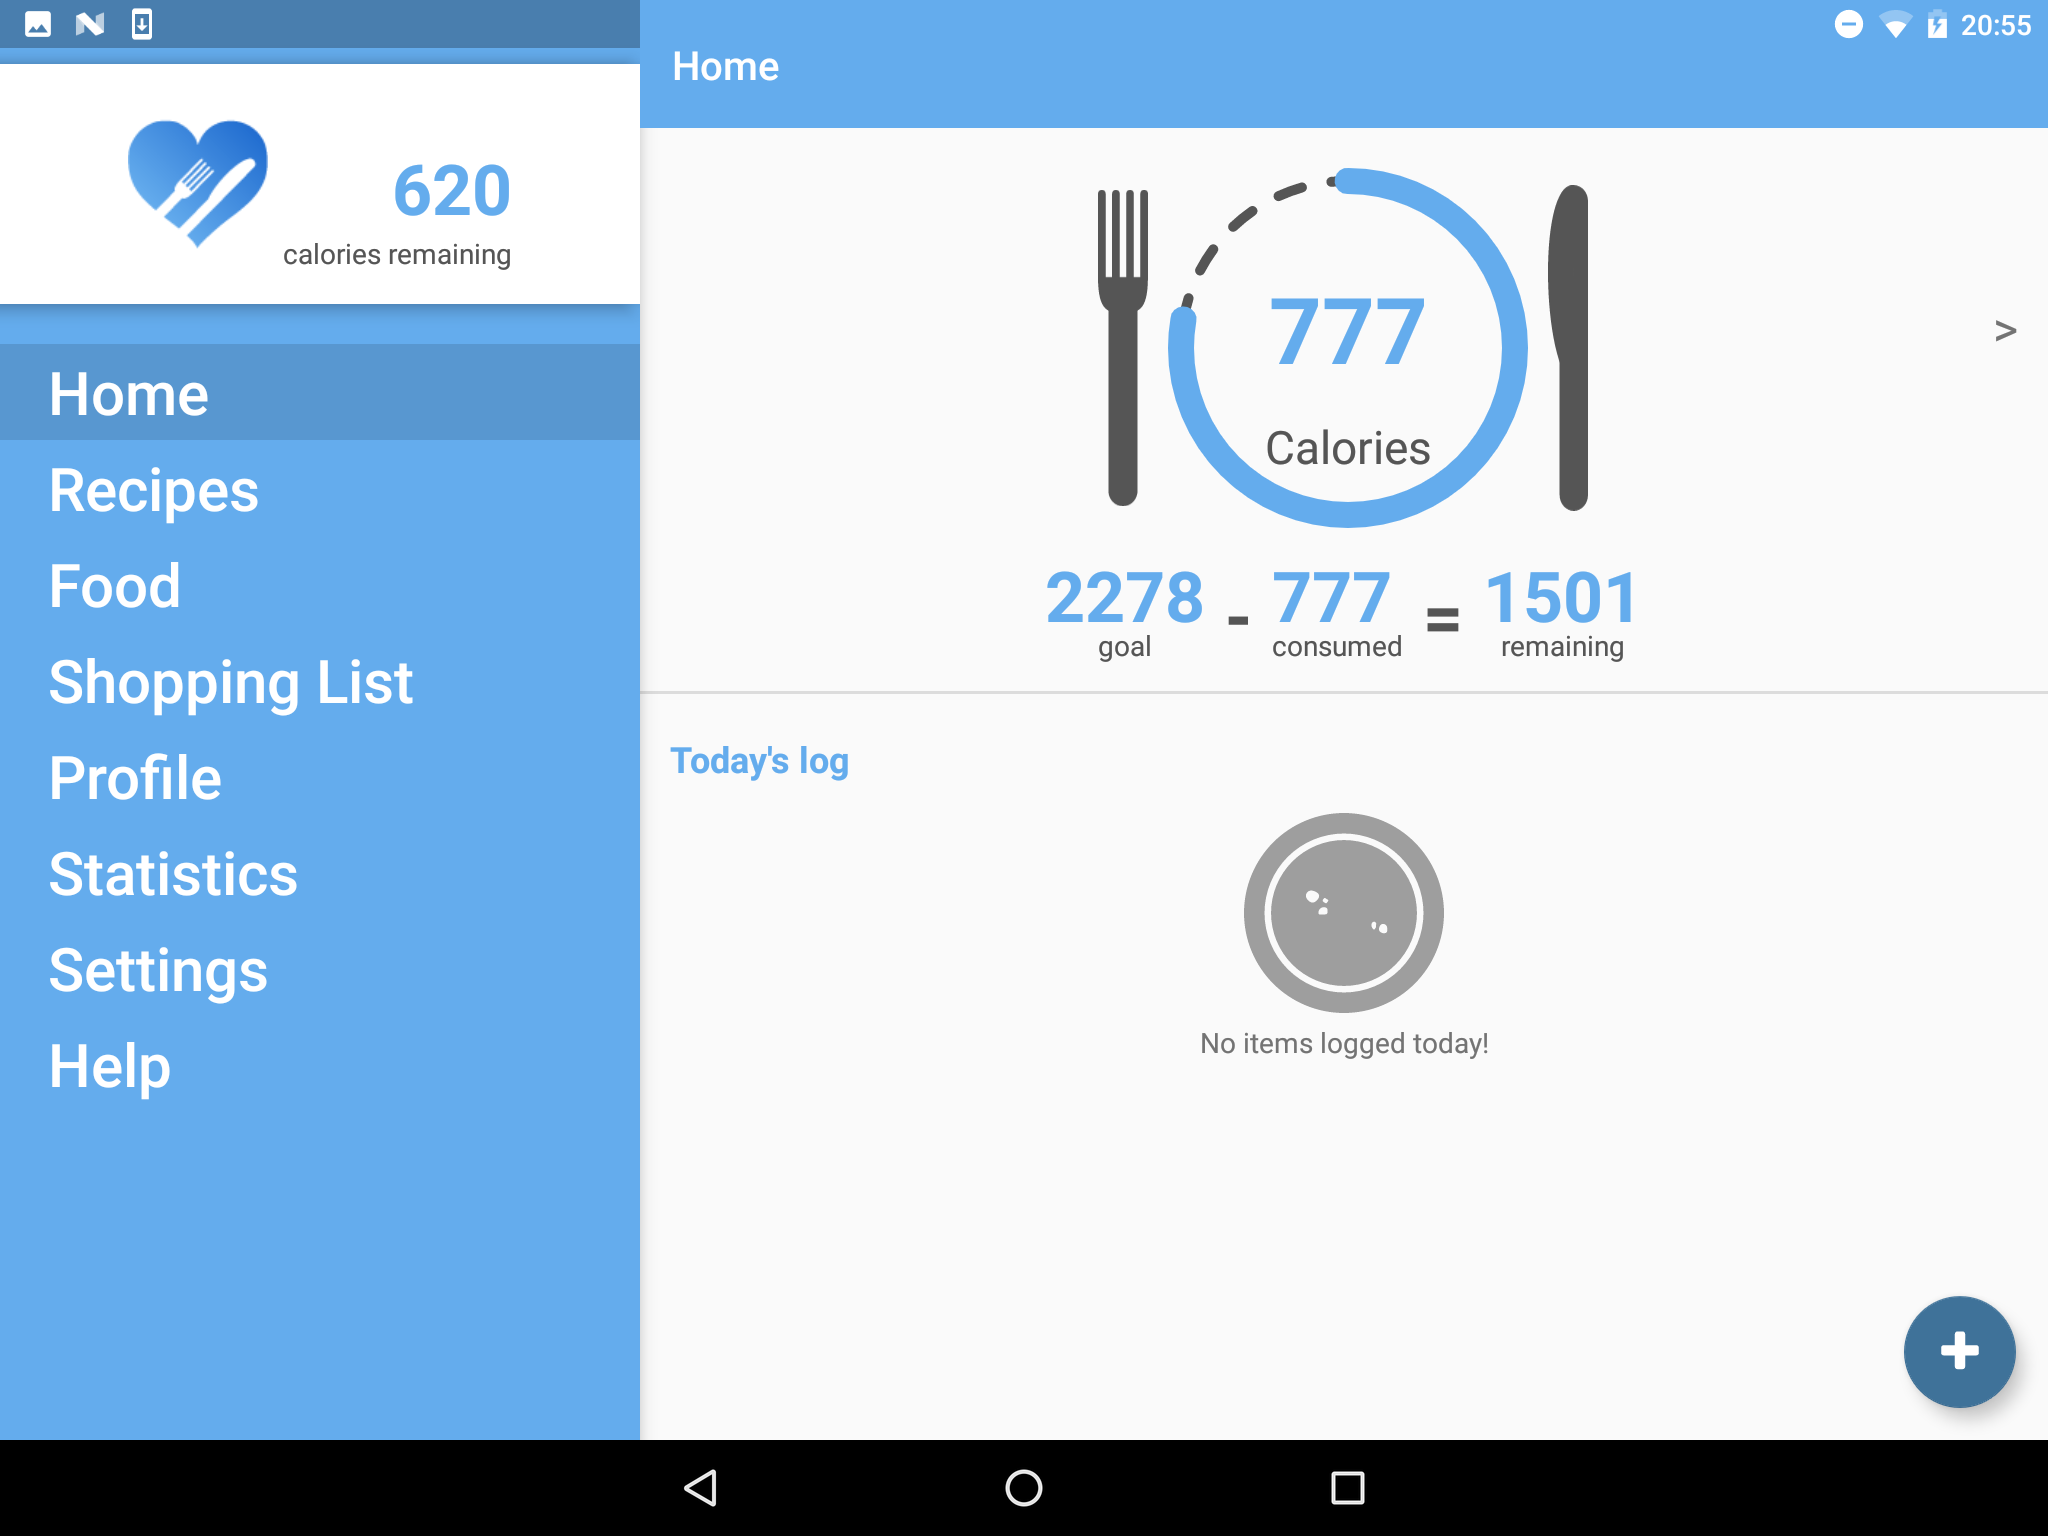 20:55
620
calories remaining
Home
Recipes
Food
Shopping List
Profile
Statistics
Settings
Help
Home
777
Calories
>
2278 - 777 = 1501
goal consumed remaining
Today's log
No items logged today!